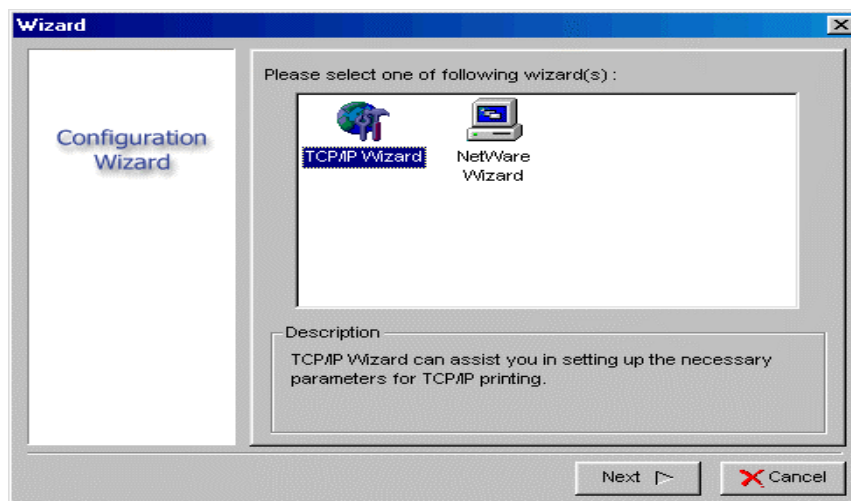 Wizard
Configuration
Wizard
Please select one of following wizard(s) :
TCP/IP Wizard
NetWare
Wizard
Description
TCP/IP Wizard can assist you in setting up the necessary
parameters for TCP/IP printing.
Next
Cancel